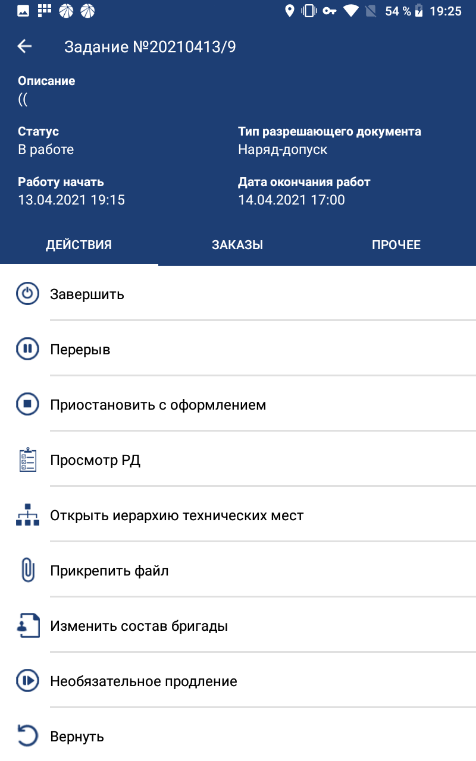 54 % 19:25
Задание №20210413/9
Описание
((
Статус
Тип разрешающего документа
В работе
Наряд-допуск
Работу начать
Дата окончания работ
13.04.2021 19:15
14.04.2021 17:00
ДЕЙСТВИЯ
ЗАКАЗЫ
ПРОЧЕЕ
Завершить
Перерыв
Приостановить с оформлением
Просмотр РД
Открыть иерархию технических мест
Прикрепить файл
Изменить состав бригады
Необязательное продление
Вернуть